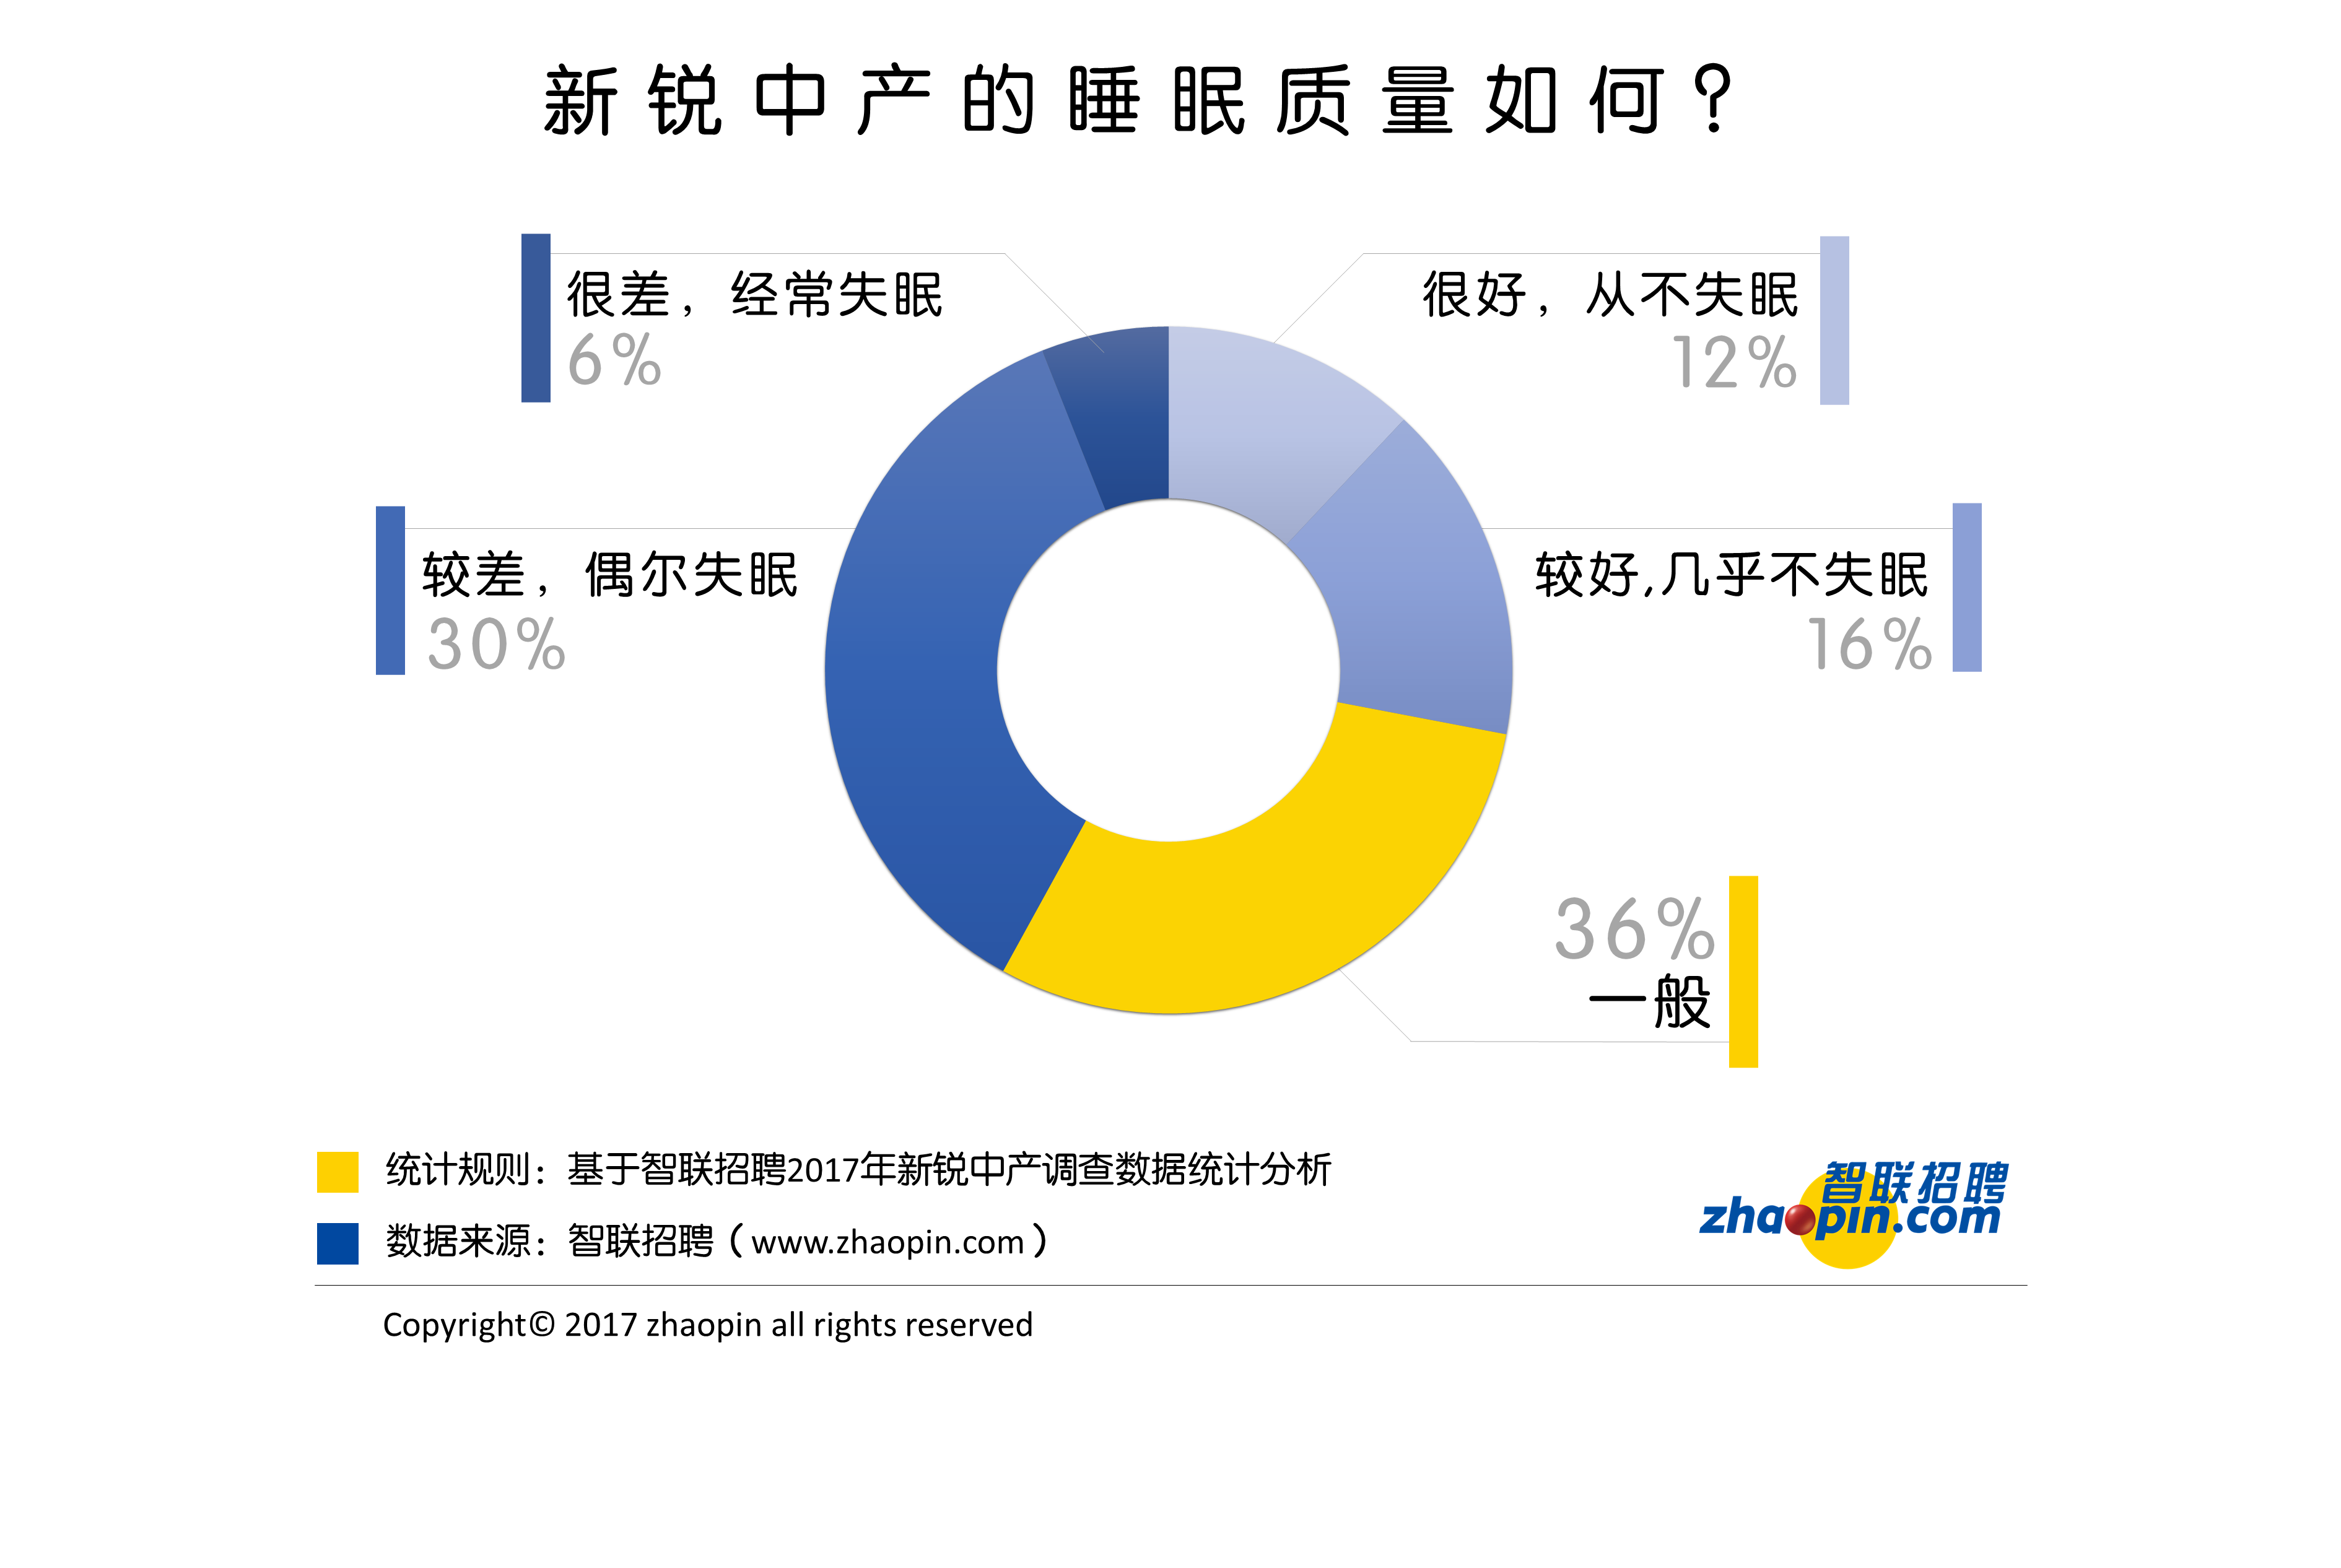 新锐中产的睡眠质量如何?
很差，经常失眠
6%
很好，从不失眠
12%
较差，偶尔失眠
30%
较好,几乎不失眠
16%
36%
一般
统计规则：基于智联招聘2017年新锐中产调查数据统计分析
数据来源：智联招聘（www.zhaopin.com）
智联招聘
zhaopin.com
Copyright© 2017 zhaopin all rights reserved